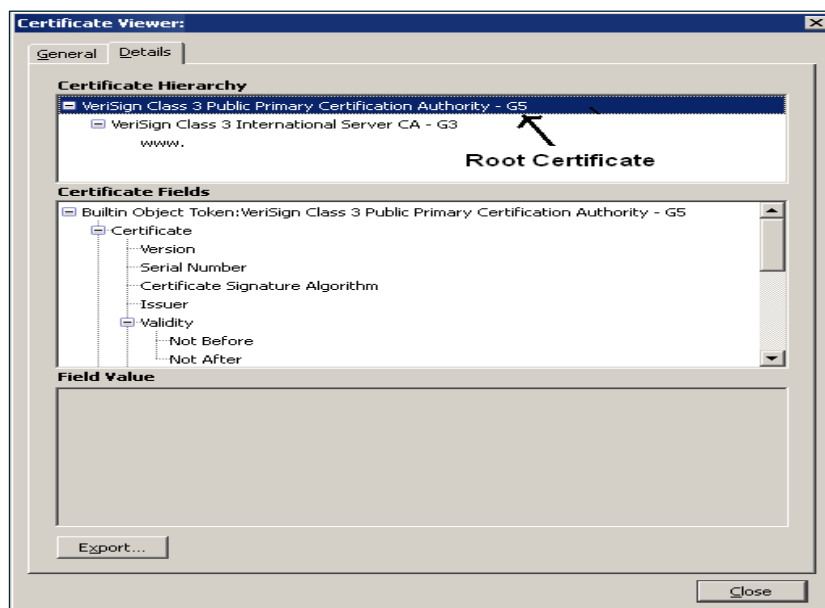 Certificate Viewer:
General Details
Certificate Hierarchy
VeriSign Class 3 Public Primary Certification Authority - G5
VeriSign Class 3 International Server CA - G3
www.
Root Certificate
Certificate Fields
Builtin Object Token:VeriSign Class 3 Public Primary Certification Authority - G5
Certificate
Version
Serial Number
Certificate Signature Algorithm
Issuer
Validity
Not Before
Not After
Field Value
Export...
Close